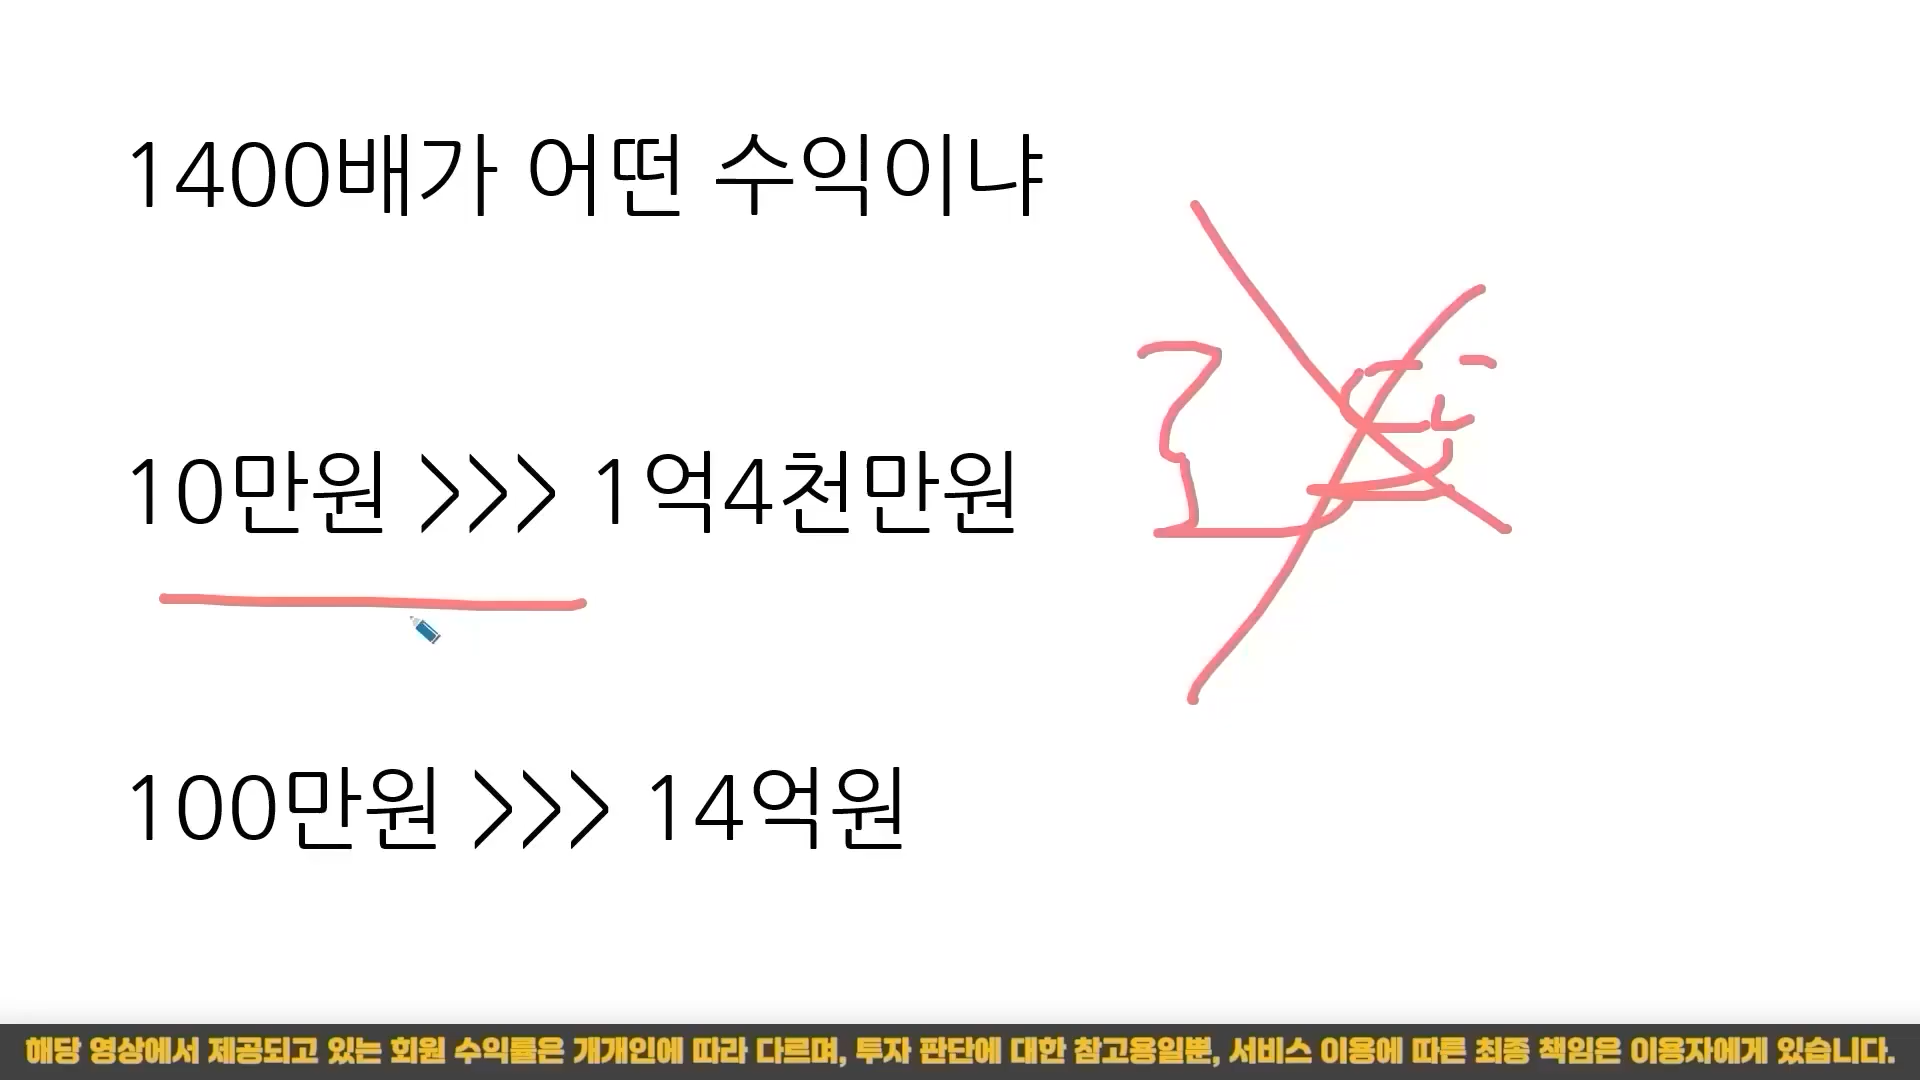 1400배가 어떤 수익이냐
10만원 >>> 1억4천만원
100만원 >>> 14억원
해당 영상에서 제공되고 있는 회원 수익률은 개개인에 따라 다르며, 투자 판단에 대한 참고용일뿐, 서비스 이용에 따른 최종 책임은 이용자에게 있습니다.